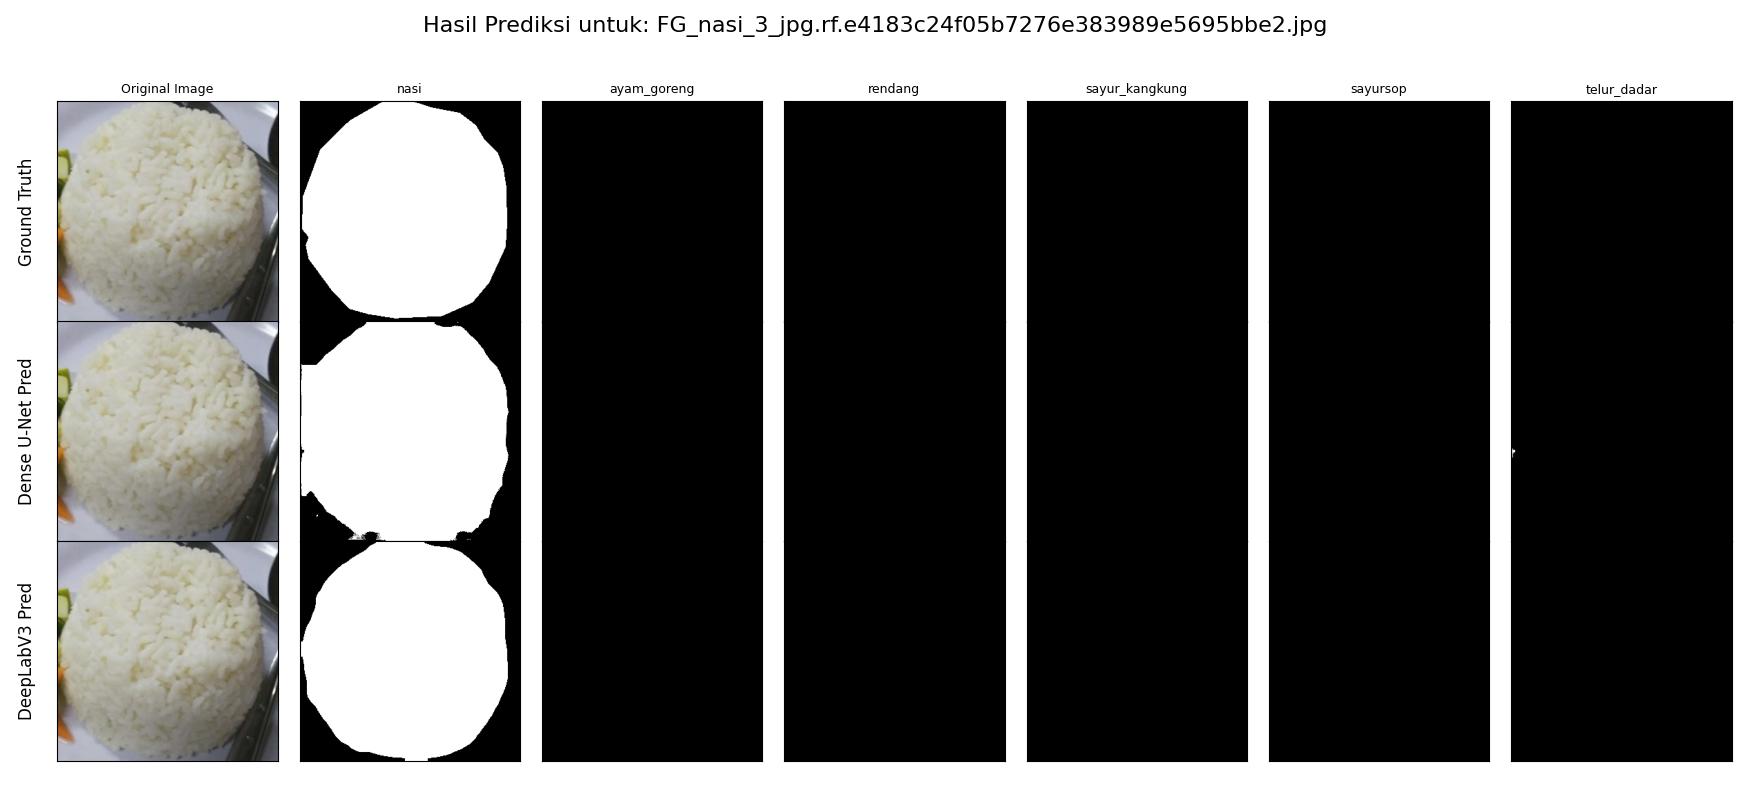 Hasil Prediksi untuk: FG_nasi_3_jpg.rf.e4183c24f05b7276e383989e5695bbe2.jpg
Original Image nasi ayam_goreng rendang sayur_kangkung sayursop telur_dadar
Ground Truth
Dense U-Net Pred
DeepLabV3 Pred